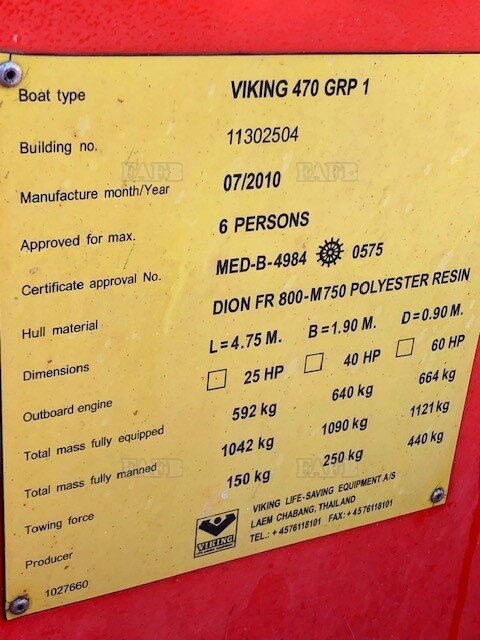 Boat type VIKING 470 GRP 1
Building no. 11302504
Manufacture month/Year 07/2010
Approved for max. 6 PERSONS
Certificate approval No. MED-B-4984 0575
Hull material DION FR 800-M750 POLYESTER RESIN
Dimensions L=4.75 M. B=1.90 M. D=0.90 M.
Outboard engine 25 HP 40 HP 60 HP
Total mass fully equipped 592 kg 640 kg 664 kg
Total mass fully manned 1042 kg 1090 kg 1121 kg
Towing force 150 kg 250 kg 440 kg
Producer VIKING VIKING LIFE-SAVING EQUIPMENT A/S
LAEM CHABANG, THAILAND
TEL.: +4576118101 FAX: +4576118101
1027660
FAFB FAFB
FAFB FAFB